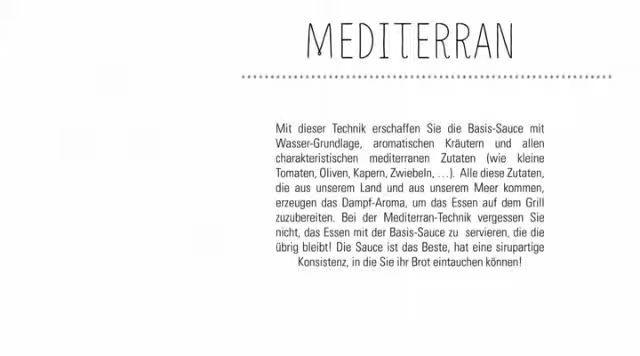 MEDITERRAN
Mit dieser Technik erschaffen Sie die Basis-Sauce mit
Wasser-Grundlage, aromatischen Kräutern und allen
charakteristischen mediterranen Zutaten (wie kleine
Tomaten, Oliven, Kapern, Zwiebeln, …). Alle diese Zutaten,
die aus unserem Land und aus unserem Meer kommen,
erzeugen das Dampf-Aroma, um das Essen auf dem Grill
zuzubereiten. Bei der Mediterran-Technik vergessen Sie
nicht, das Essen mit der Basis-Sauce zu servieren, die die
übrig bleibt! Die Sauce ist das Beste, hat eine sirupartige
Konsistenz, in die Sie ihr Brot eintauchen können!